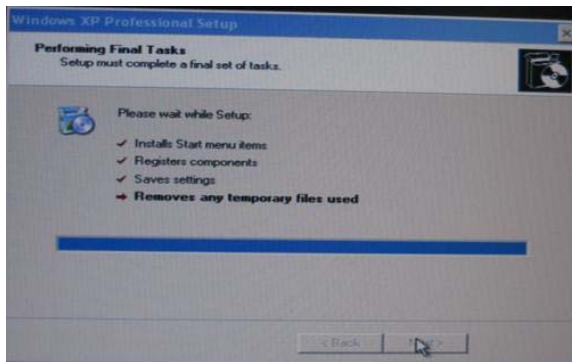 Windows XP Professional Setup
Performing Final Tasks
Setup must complete a final set of tasks.
Please wait while Setup:
Installs Start menu items
Registers components
Saves settings
Removes any temporary files used
< Back
Next >